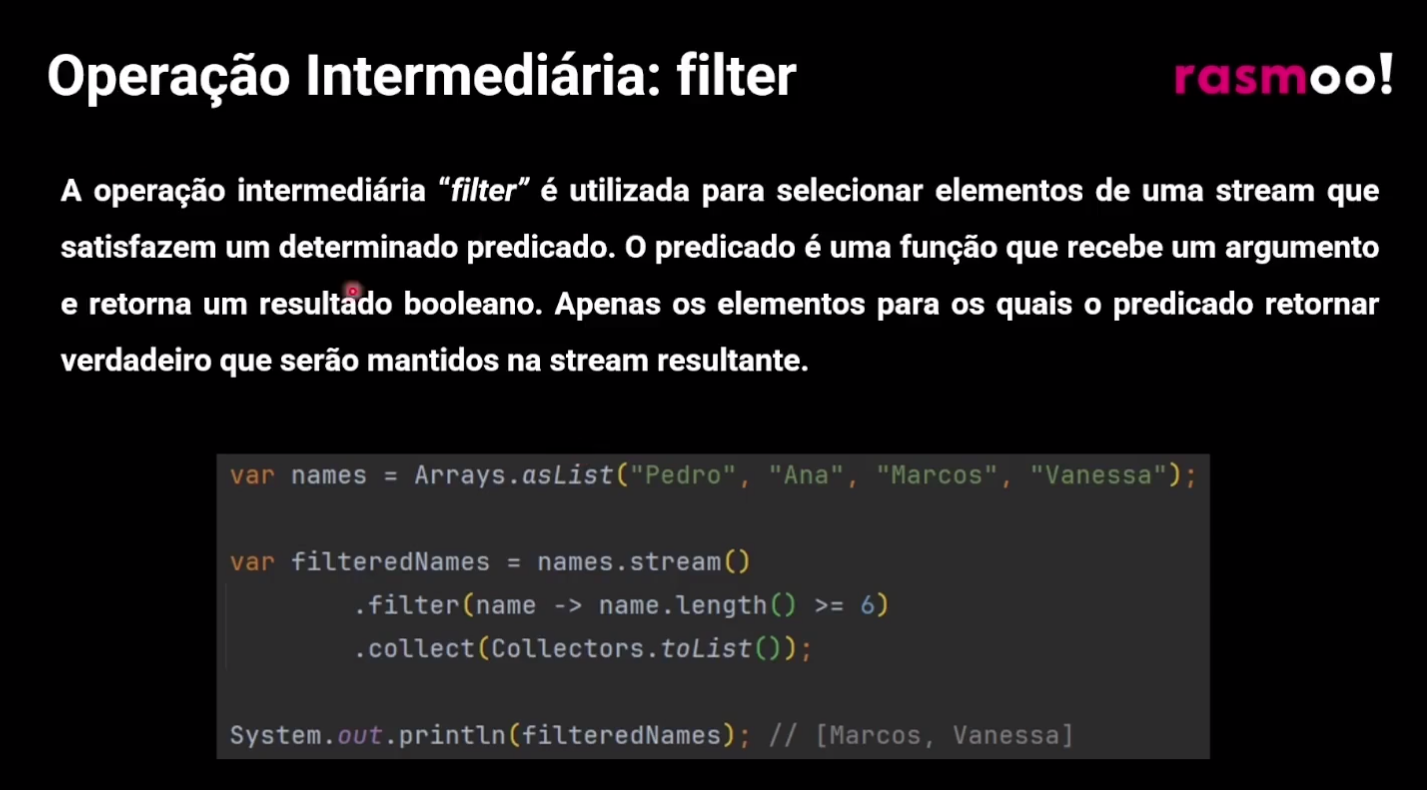 Operação Intermediária: filter
rasmoo!
A operação intermediária “filter” é utilizada para selecionar elementos de uma stream que
satisfazem um determinado predicado. O predicado é uma função que recebe um argumento
e retorna um resultado booleano. Apenas os elementos para os quais o predicado retornar
verdadeiro que serão mantidos na stream resultante.
var names = Arrays.asList("Pedro", "Ana", "Marcos", "Vanessa");
var filteredNames = names.stream()
.filter(name -> name.length() >= 6)
.collect(Collectors.toList());
System.out.println(filteredNames); // [Marcos, Vanessa]